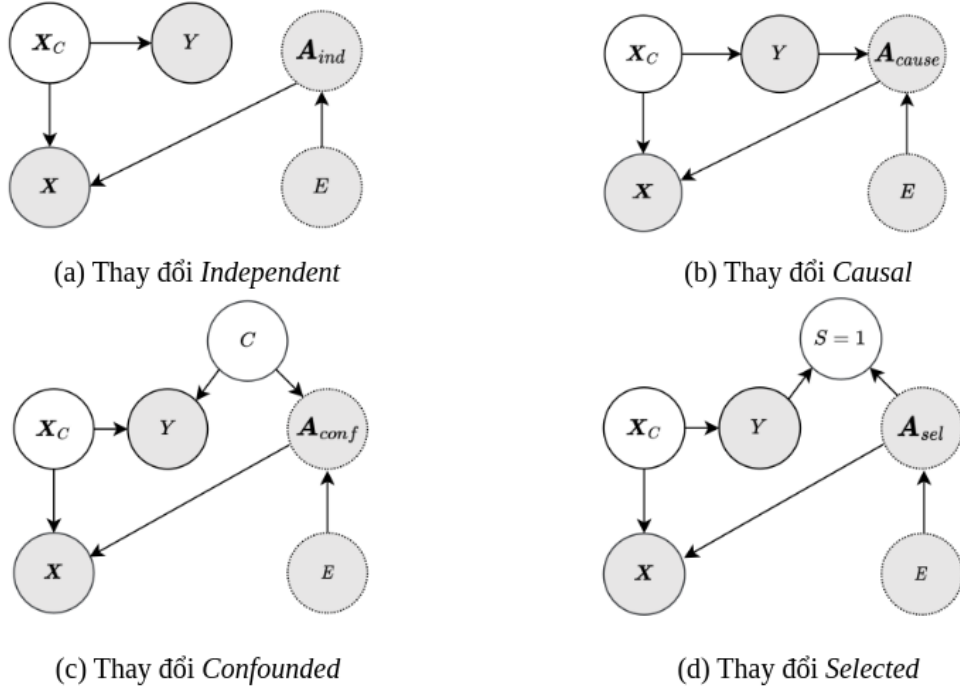 X_C Y A_ind
X E
(a) Thay đổi Independent
X_C Y A_cause
X E
(b) Thay đổi Causal
C
X_C Y A_conf
X E
(c) Thay đổi Confounded
S = 1
X_C Y A_sel
X E
(d) Thay đổi Selected